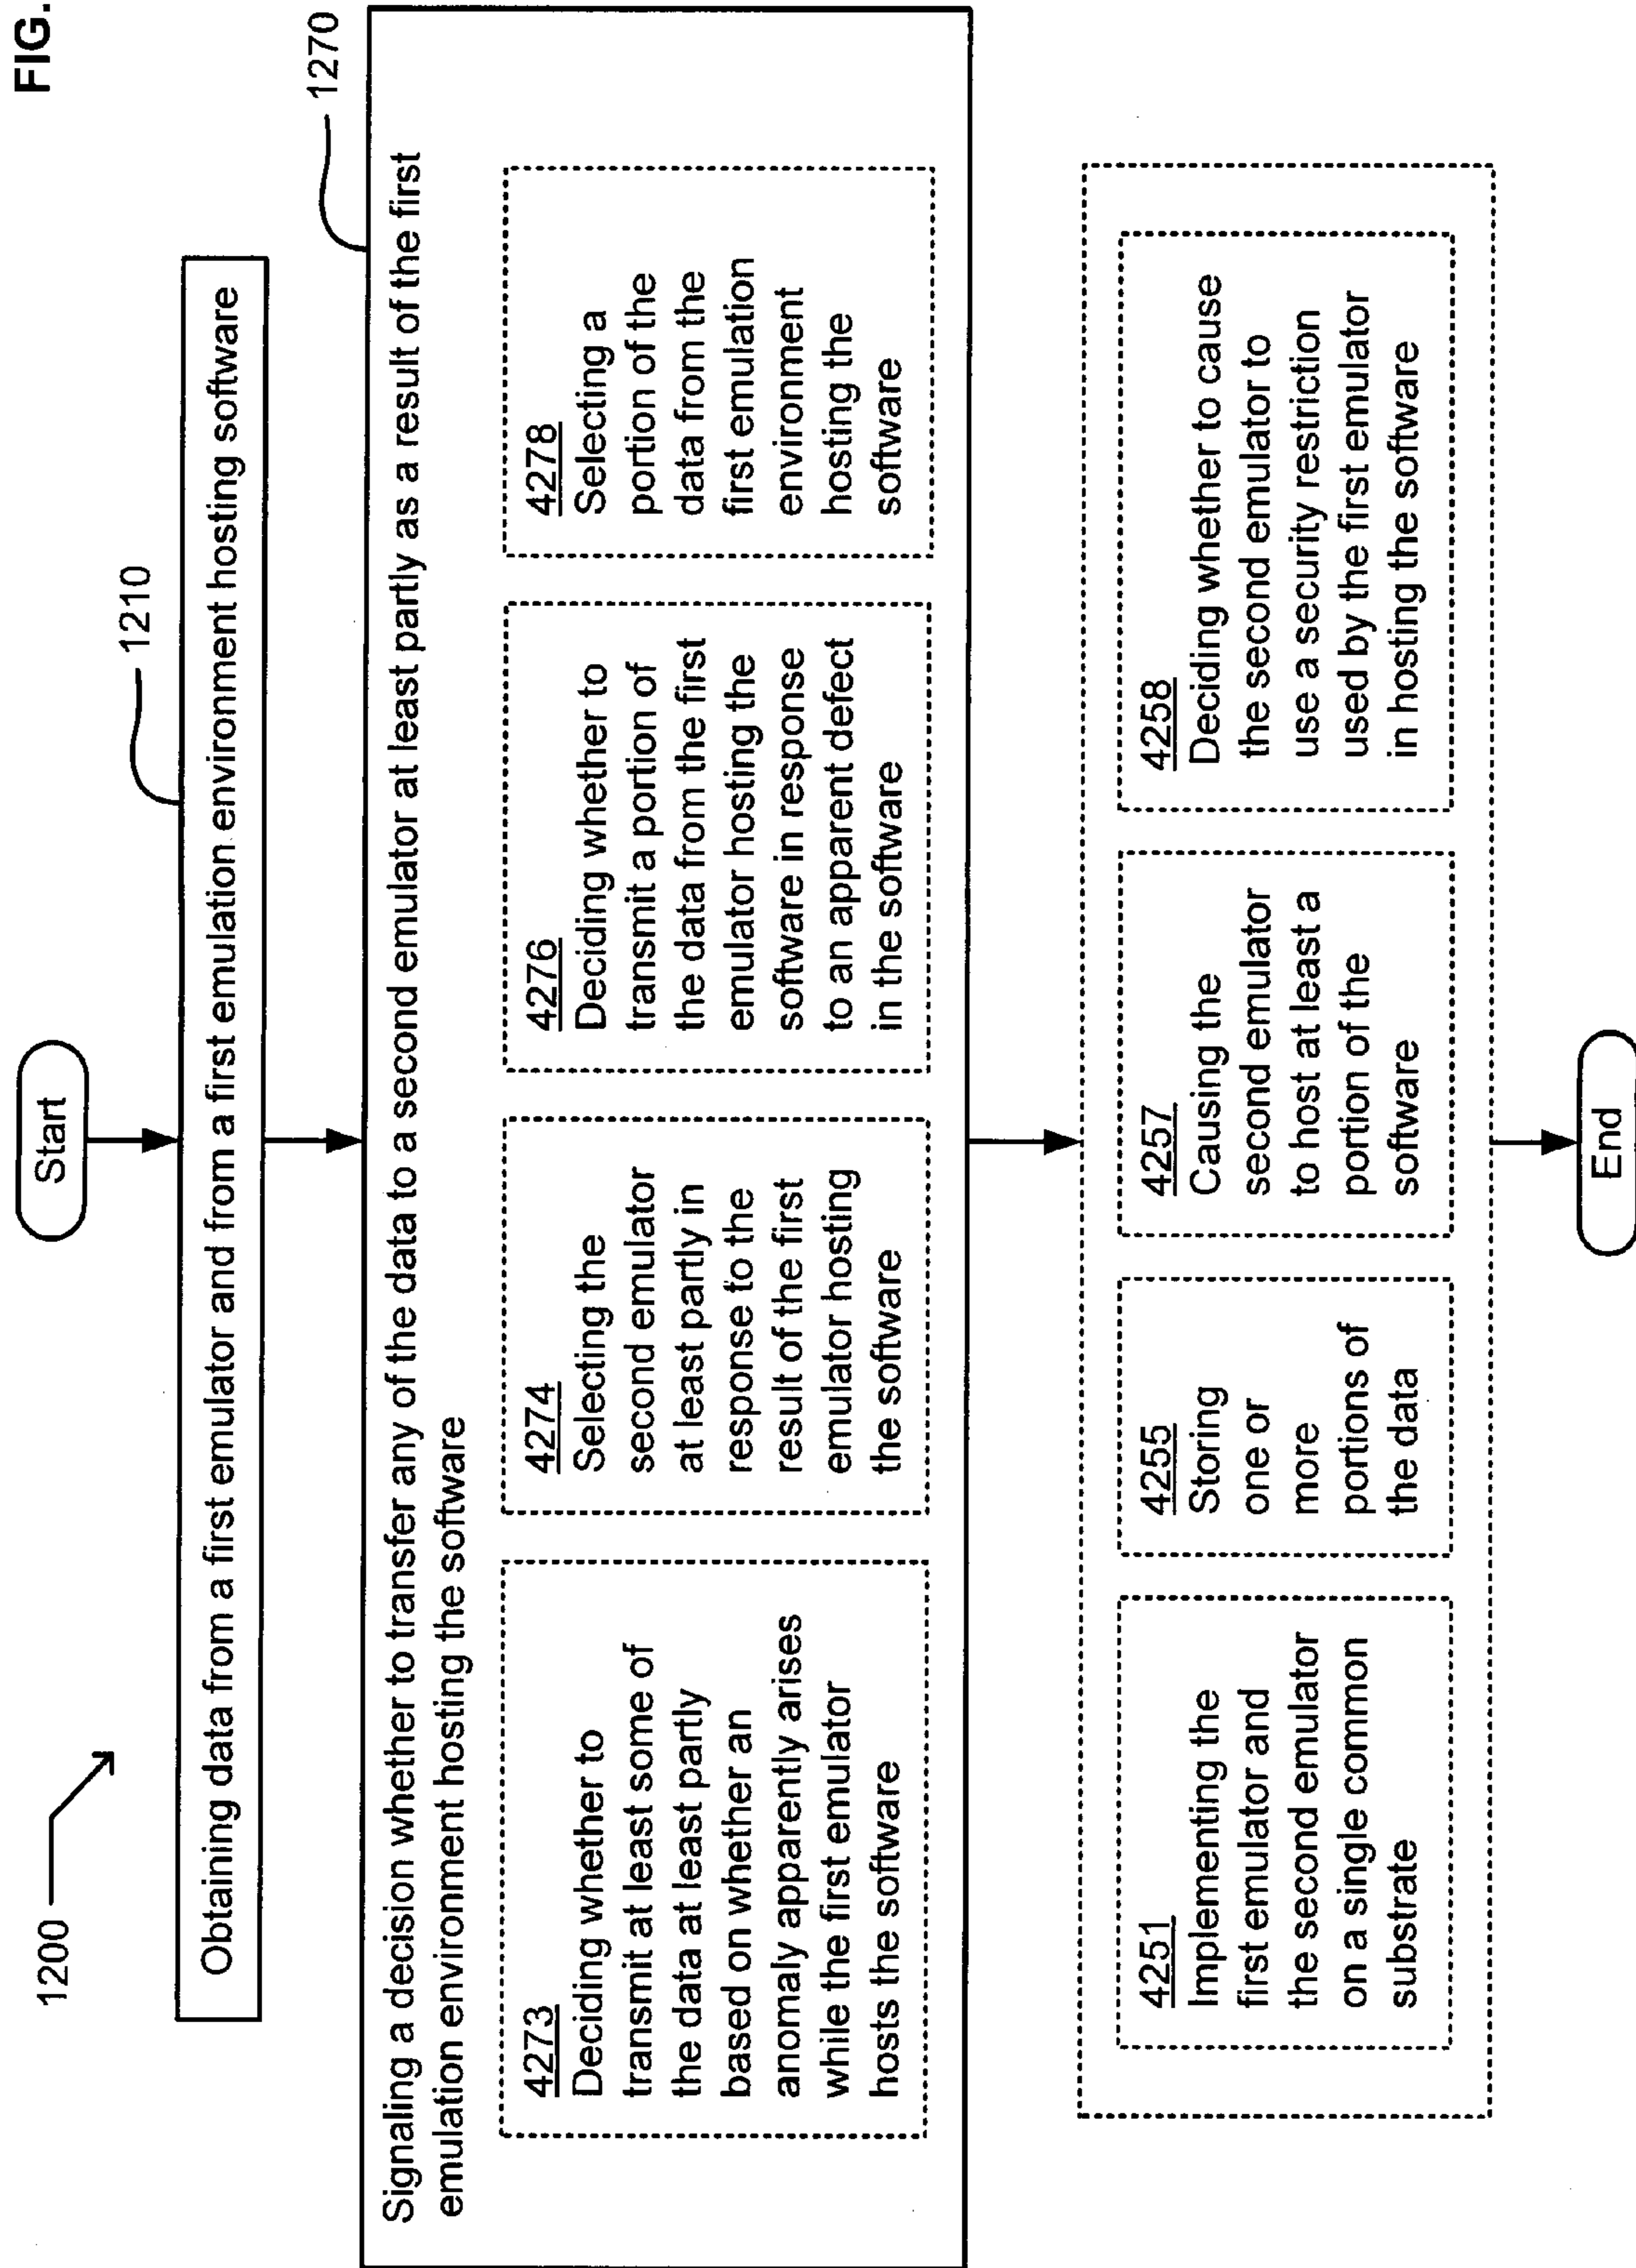 FIG.
1200
Start
1210
Obtaining data from a first emulator and from a first emulation environment hosting software
1270
Signaling a decision whether to transfer any of the data to a second emulator at least partly as a result of the first
emulation environment hosting the software
4273
Deciding whether to
transmit at least some of
the data at least partly
based on whether an
anomaly apparently arises
while the first emulator
hosts the software
4274
Selecting the
second emulator
at least partly in
response to the
result of the first
emulator hosting
the software
4276
Deciding whether to
transmit a portion of
the data from the first
emulator hosting the
software in response
to an apparent defect
in the software
4278
Selecting a
portion of the
data from the
first emulation
environment
hosting the
software
4251
Implementing the
first emulator and
the second emulator
on a single common
substrate
4255
Storing
one or
more
portions of
the data
4257
Causing the
second emulator
to host at least a
portion of the
software
4258
Deciding whether to cause
the second emulator to
use a security restriction
used by the first emulator
in hosting the software
End